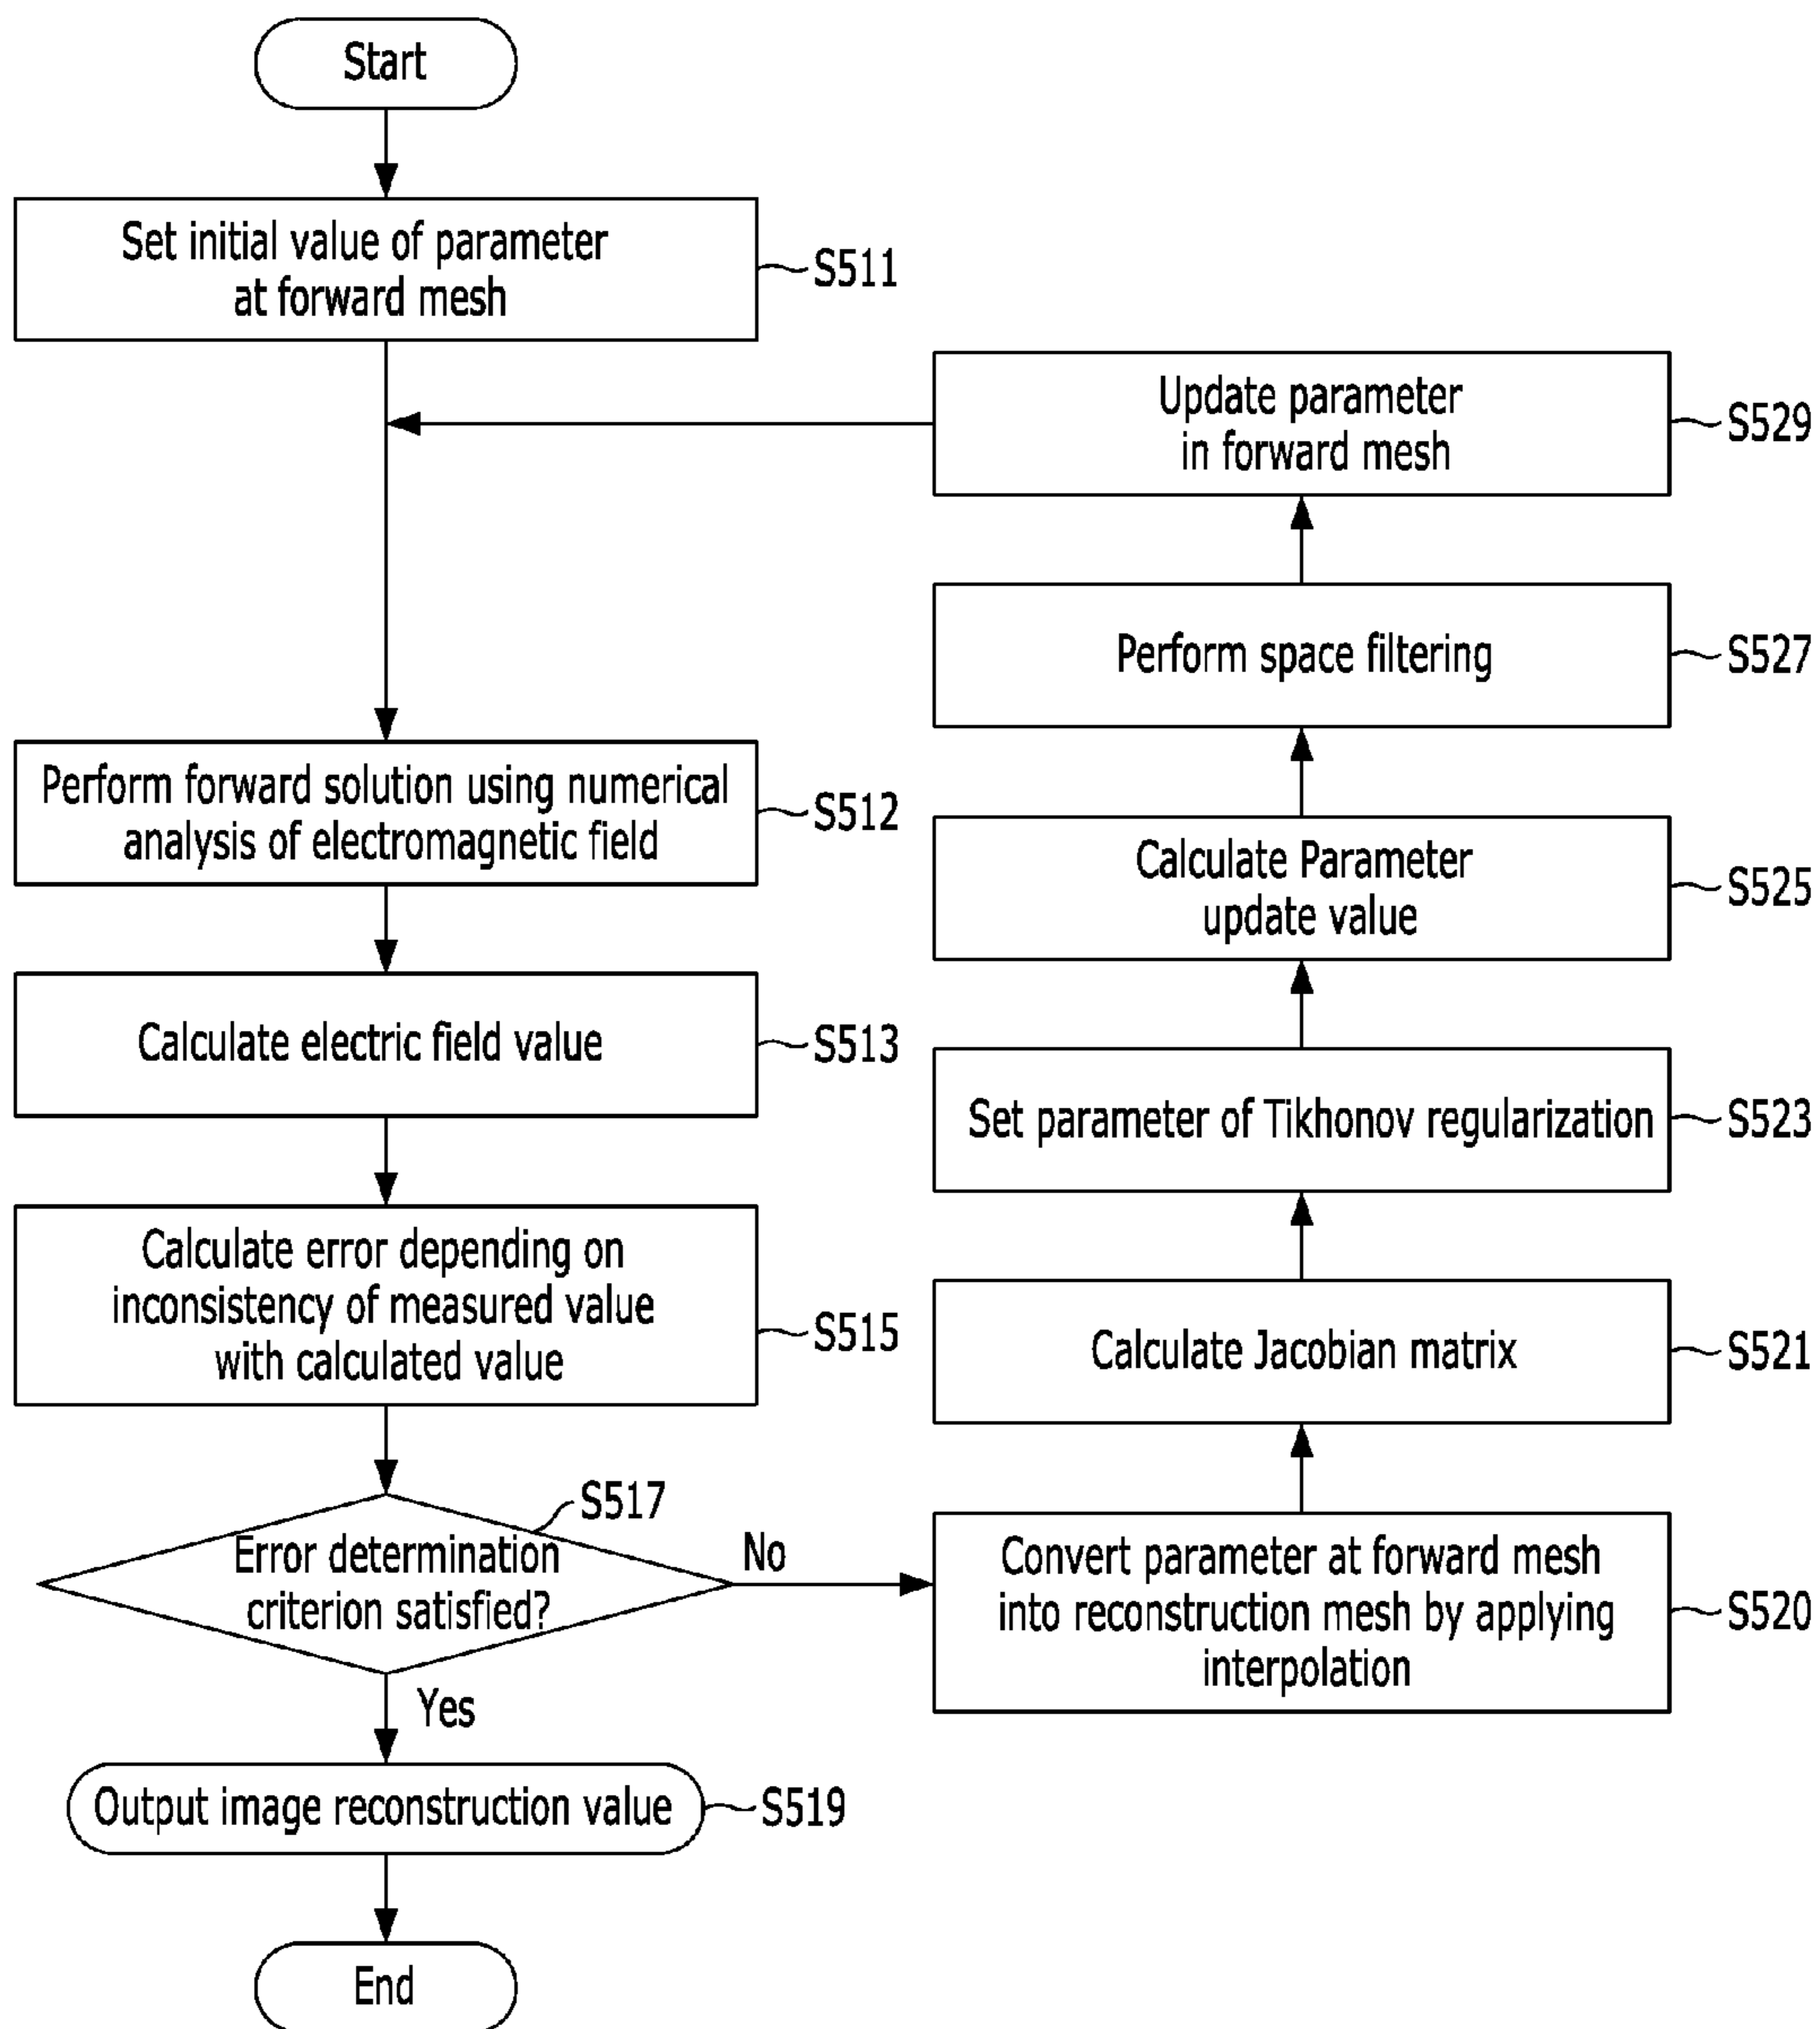 Start
Set initial value of parameter
at forward mesh
S511
Perform forward solution using numerical
analysis of electromagnetic field
S512
Calculate electric field value
S513
Calculate error depending on
inconsistency of measured value
with calculated value
S515
S517
Error determination
criterion satisfied?
No
Yes
Output image reconstruction value
S519
End
Update parameter
in forward mesh
S529
Perform space filtering
S527
Calculate Parameter
update value
S525
Set parameter of Tikhonov regularization
S523
Calculate Jacobian matrix
S521
Convert parameter at forward mesh
into reconstruction mesh by applying
interpolation
S520